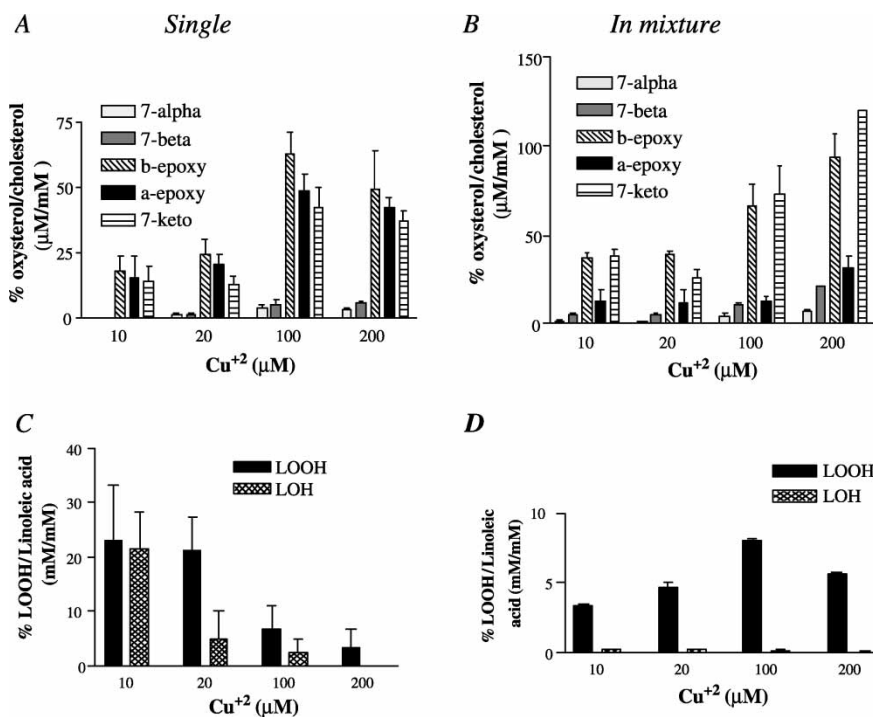 A Single
% oxysterol/cholesterol
(μM/mM )
75
50
25
0
7-alpha
7-beta
b-epoxy
a-epoxy
7-keto
10 20 100 200
Cu+2 (μM)
B In mixture
% oxysterol/cholesterol
(μM/mM)
150
100
50
0
7-alpha
7-beta
b-epoxy
a-epoxy
7-keto
10 20 100 200
Cu+2 (μM)
C
% LOOH/Linoleic acid
(mM/mM)
40
30
20
10
0
LOOH
LOH
10 20 100 200
Cu+2 (μM)
D
% LOOH/Linoleic
acid (mM/mM)
10
5
0
LOOH
LOH
10 20 100 200
Cu+2 (μM)